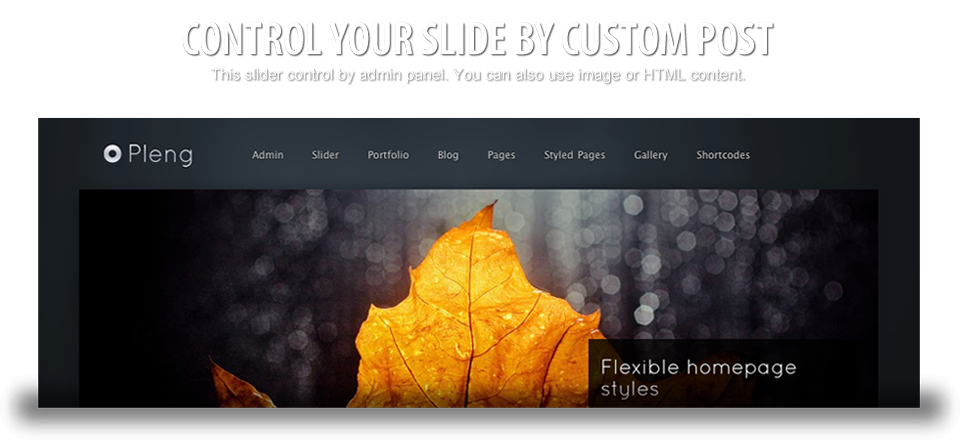 CONTROL YOUR SLIDE BY CUSTOM POST
This slider control by admin panel. You can also use image or HTML content.
Pleng Admin Slider Portfolio Blog Pages Styled Pages Gallery Shortcodes
Flexible homepage
styles